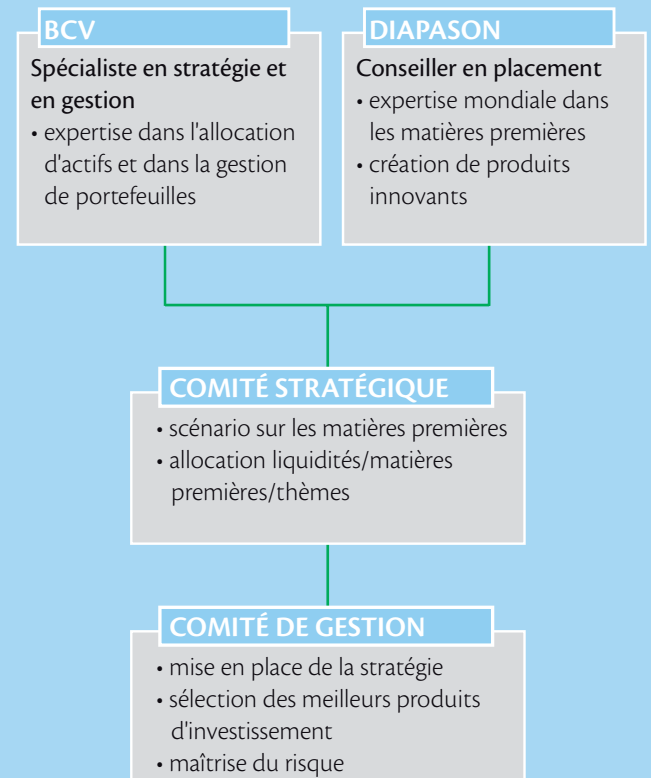 BCV
Spécialiste en stratégie et
en gestion
• expertise dans l'allocation
d'actifs et dans la gestion
de portefeuilles
DIAPASON
Conseiller en placement
• expertise mondiale dans
les matières premières
• création de produits
innovants
COMITÉ STRATÉGIQUE
• scénario sur les matières premières
• allocation liquidités/matières
premières/thèmes
COMITÉ DE GESTION
• mise en place de la stratégie
• sélection des meilleurs produits
d'investissement
• maîtrise du risque